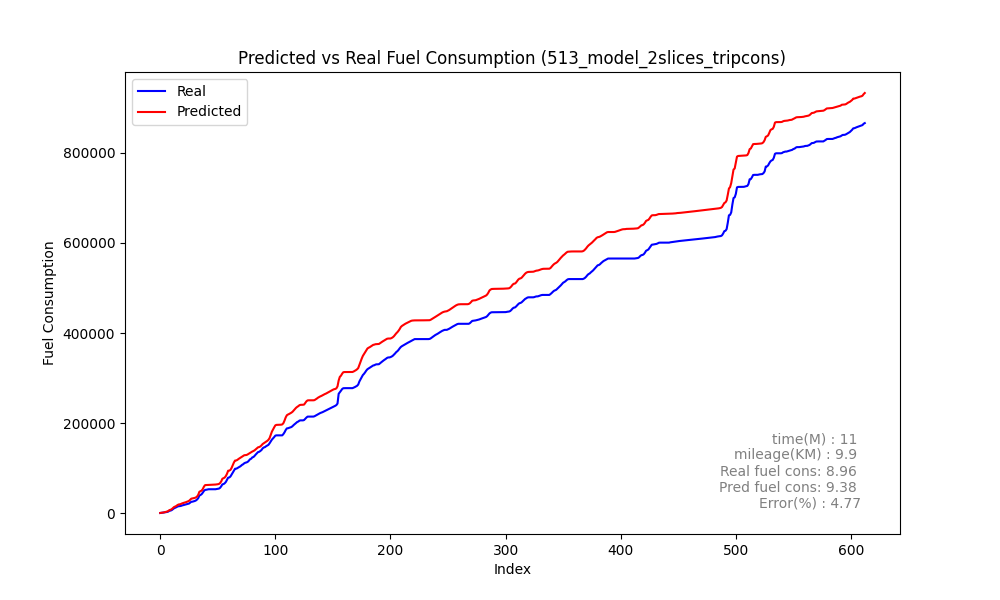 Predicted vs Real Fuel Consumption (513_model_2slices_tripcons)
Real
Predicted
Fuel Consumption
800000
600000
400000
200000
0
time(M) : 11
mileage(KM) : 9.9
Real fuel cons: 8.96
Pred fuel cons: 9.38
Error(%) : 4.77
0 100 200 300 400 500 600
Index